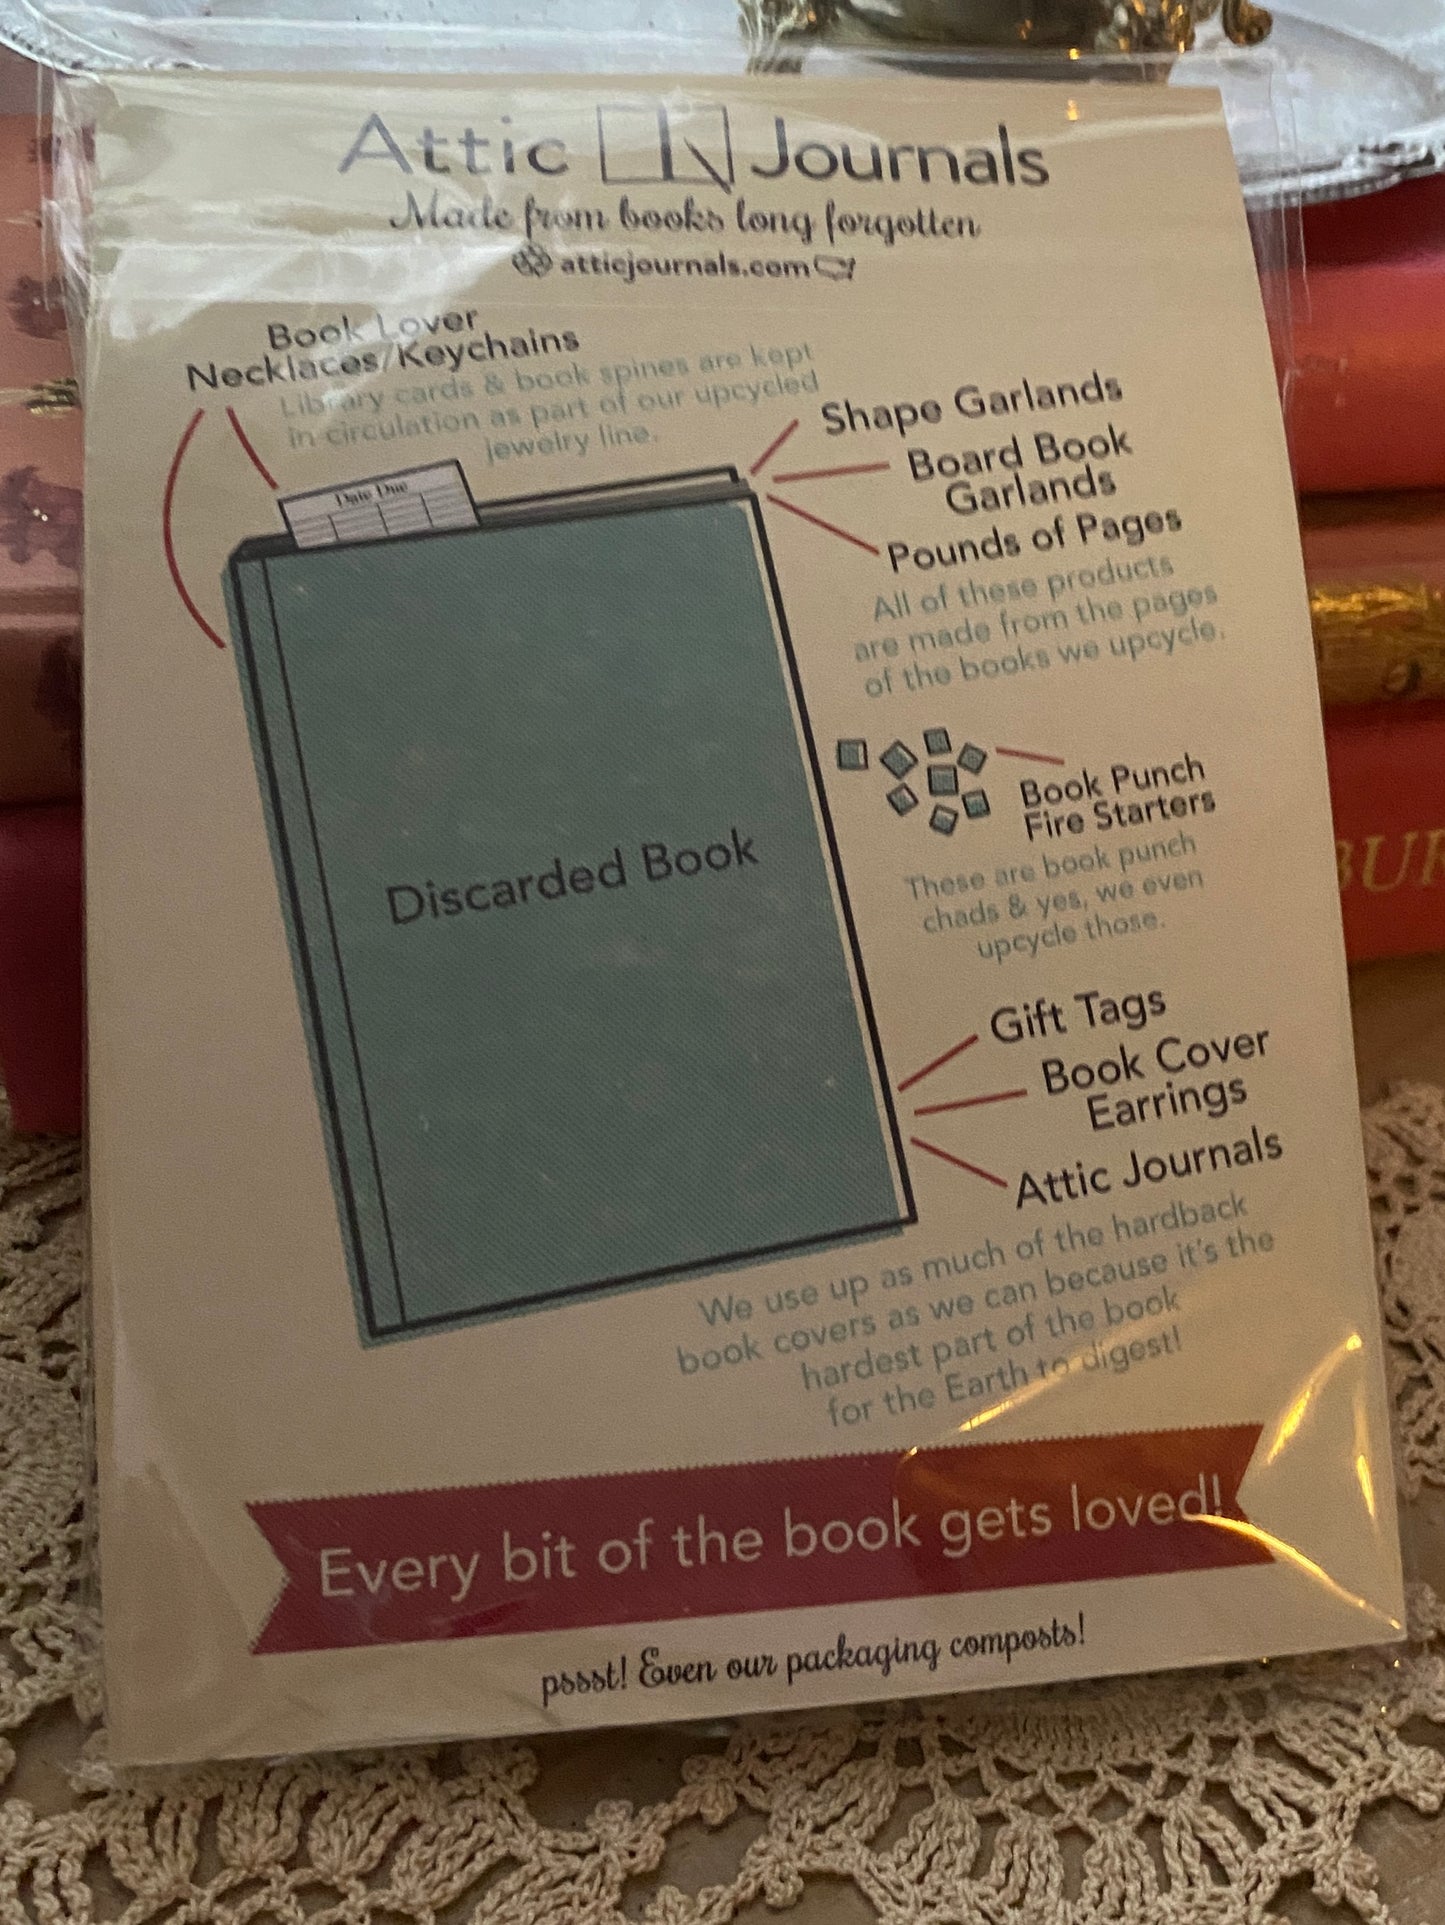 Attic Journals
Made from books long forgotten
atticjournals.com
Book Lover
Necklaces/Keychains
Library cards & book spines are kept
in circulation as part of our upcycled
jewelry line.
Date Due
Shape Garlands
Board Book
Garlands
Pounds of Pages
All of these products
are made from the pages
of the books we upcycle.
Discarded Book
Book Punch
Fire Starters
These are book punch
chads & yes, we even
upcycle those.
Gift Tags
Book Cover
Earrings
Attic Journals
We use up as much of the hardback
book covers as we can because it's the
hardest part of the book
for the Earth to digest!
Every bit of the book gets loved!
pssst! Even our packaging composts!